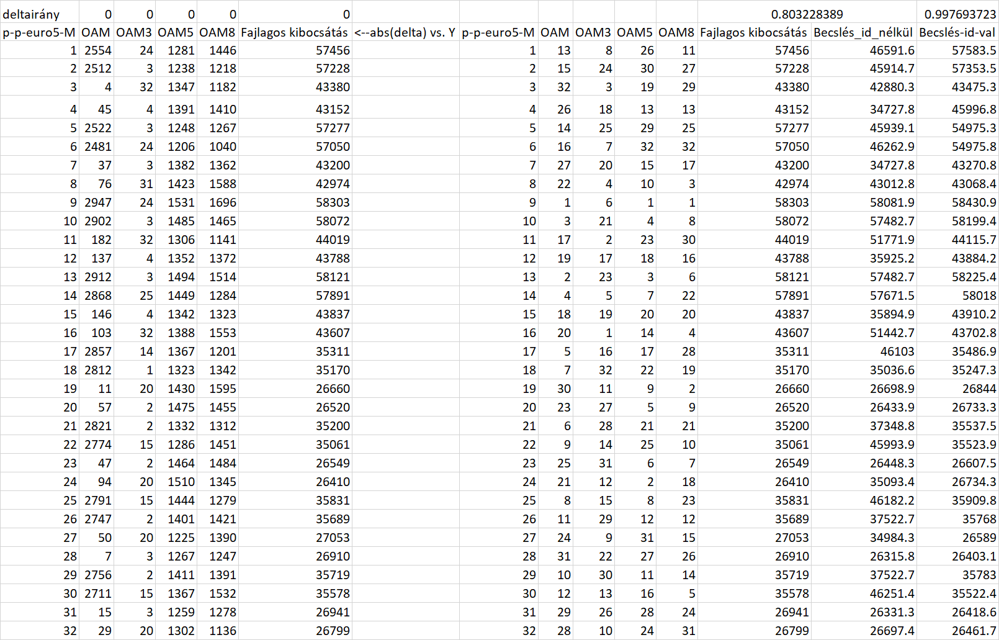 deltairány 0 0 0 0 0 0.803228389 0.997693723
p-p-euro5-M OAM OAM3 OAM5 OAM8 Fajlagos kibocsátás <--abs(delta) vs. Y p-p-euro5-M OAM OAM3 OAM5 OAM8 Fajlagos kibocsátás Becslés_id_nélkül Becslés-id-val
1 2554 24 1281 1446 57456 1 13 8 26 11 57456 46591.6 57583.5
2 2512 3 1238 1218 57228 2 15 24 30 27 57228 45914.7 57353.5
3 4 32 1347 1182 43380 3 32 3 19 29 43380 42880.3 43475.3
4 45 4 1391 1410 43152 4 26 18 13 13 43152 34727.8 45996.8
5 2522 3 1248 1267 57277 5 14 25 29 25 57277 45939.1 54975.3
6 2481 24 1206 1040 57050 6 16 7 32 32 57050 46262.9 54975.8
7 37 3 1382 1362 43200 7 27 20 15 17 43200 34727.8 43270.8
8 76 31 1423 1588 42974 8 22 4 10 3 42974 43012.8 43068.4
9 2947 24 1531 1696 58303 9 1 6 1 1 58303 58081.9 58430.9
10 2902 3 1485 1465 58072 10 3 21 4 8 58072 57482.7 58199.4
11 182 32 1306 1141 44019 11 17 2 23 30 44019 51771.9 44115.7
12 137 4 1352 1372 43788 12 19 17 18 16 43788 35925.2 43884.2
13 2912 3 1494 1514 58121 13 2 23 3 6 58121 57482.7 58225.4
14 2868 25 1449 1284 57891 14 4 5 7 22 57891 57671.5 58018
15 146 4 1342 1323 43837 15 18 19 20 20 43837 35894.9 43910.2
16 103 32 1388 1553 43607 16 20 1 14 4 43607 51442.7 43702.8
17 2857 14 1367 1201 35311 17 5 16 17 28 35311 46103 35486.9
18 2812 1 1323 1342 35170 18 7 32 22 19 35170 35036.6 35247.3
19 11 20 1430 1595 26660 19 30 11 9 2 26660 26698.9 26844
20 57 2 1475 1455 26520 20 23 27 5 9 26520 26433.9 26733.3
21 2821 2 1332 1312 35200 21 6 28 21 21 35200 37348.8 35537.5
22 2774 15 1286 1451 35061 22 9 14 25 10 35061 45993.9 35523.9
23 47 2 1464 1484 26549 23 25 31 6 7 26549 26448.3 26607.5
24 94 20 1510 1345 26410 24 21 12 2 18 26410 35093.4 26734.3
25 2791 15 1444 1279 35831 25 8 15 8 23 35831 46182.2 35909.8
26 2747 2 1401 1421 35689 26 11 29 12 12 35689 37522.7 35768
27 50 20 1225 1390 27053 27 24 9 31 15 27053 34984.3 26589
28 7 3 1267 1247 26910 28 31 22 27 26 26910 26315.8 26403.1
29 2756 2 1411 1391 35719 29 10 30 11 14 35719 37522.7 35783
30 2711 15 1367 1532 35578 30 12 13 16 5 35578 46251.4 35522.4
31 15 3 1259 1278 26941 31 29 26 28 24 26941 26331.3 26418.6
32 29 20 1302 1136 26799 32 28 10 24 31 26799 26697.4 26461.7